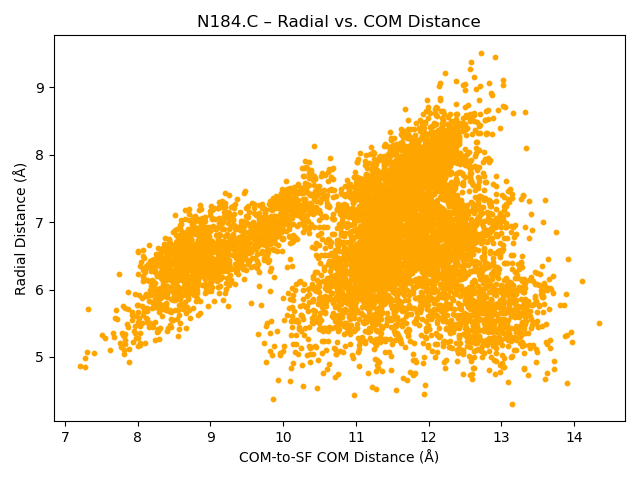 N184.C – Radial vs. COM Distance
Radial Distance (Å)
9
8
7
6
5
7 8 9 10 11 12 13 14
COM-to-SF COM Distance (Å)